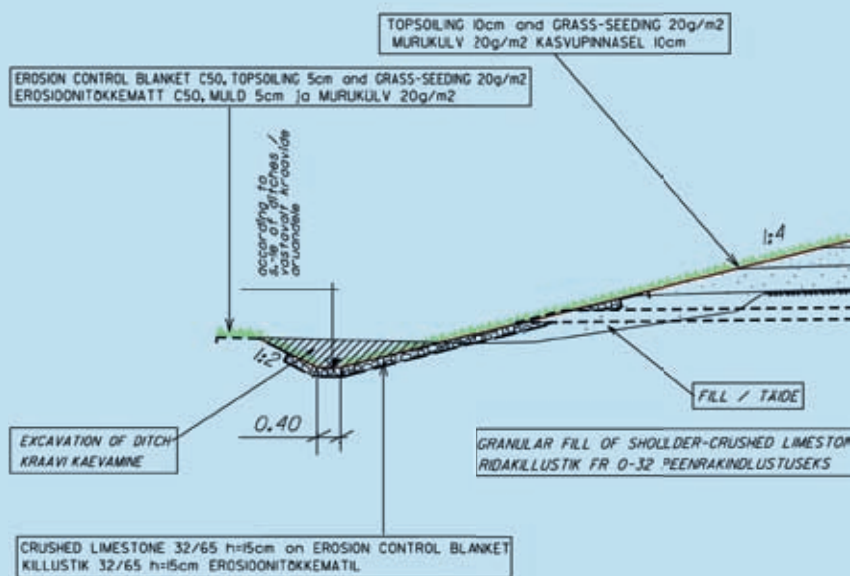 TOPSOILING 10cm and GRASS-SEEDING 20g/m2
MURUKÜLV 20g/m2 KASVUPINNASEL 10cm
EROSION CONTROL BLANKET C50, TOPSOILING 5cm and GRASS-SEEDING 20g/m2
EROSIOONITÕKKEMATT C50, MULD 5cm ja MURUKÜLV 20g/m2
according to
of ditches /
vastavalt kraavide
aruandele
1:4
1:2
0.40
FILL / TÄIDE
EXCAVATION OF DITCH
KRAAVI KAEVAMINE
GRANULAR FILL OF SHOULDER-CRUSHED LIMESTON
RIDAKILLUSTIK FR 0-32 PEENRAKINDLUSTUSEKS
CRUSHED LIMESTONE 32/65 h=15cm on EROSION CONTROL BLANKET
KILLUSTIK 32/65 h=15cm EROSIOONITÕKKEMATIL